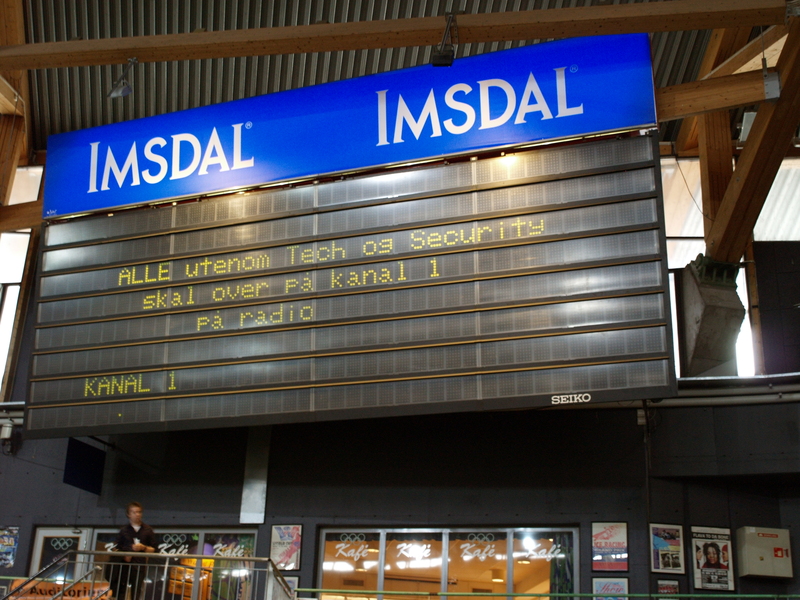 IMSDAL IMSDAL
ALLE utenom Tech og Security
skal over på kanal 1
på radio
KANAL 1
.
SEIKO
Kafé Kafé Kafé Kafé Kafé Kafé
Auditoriet